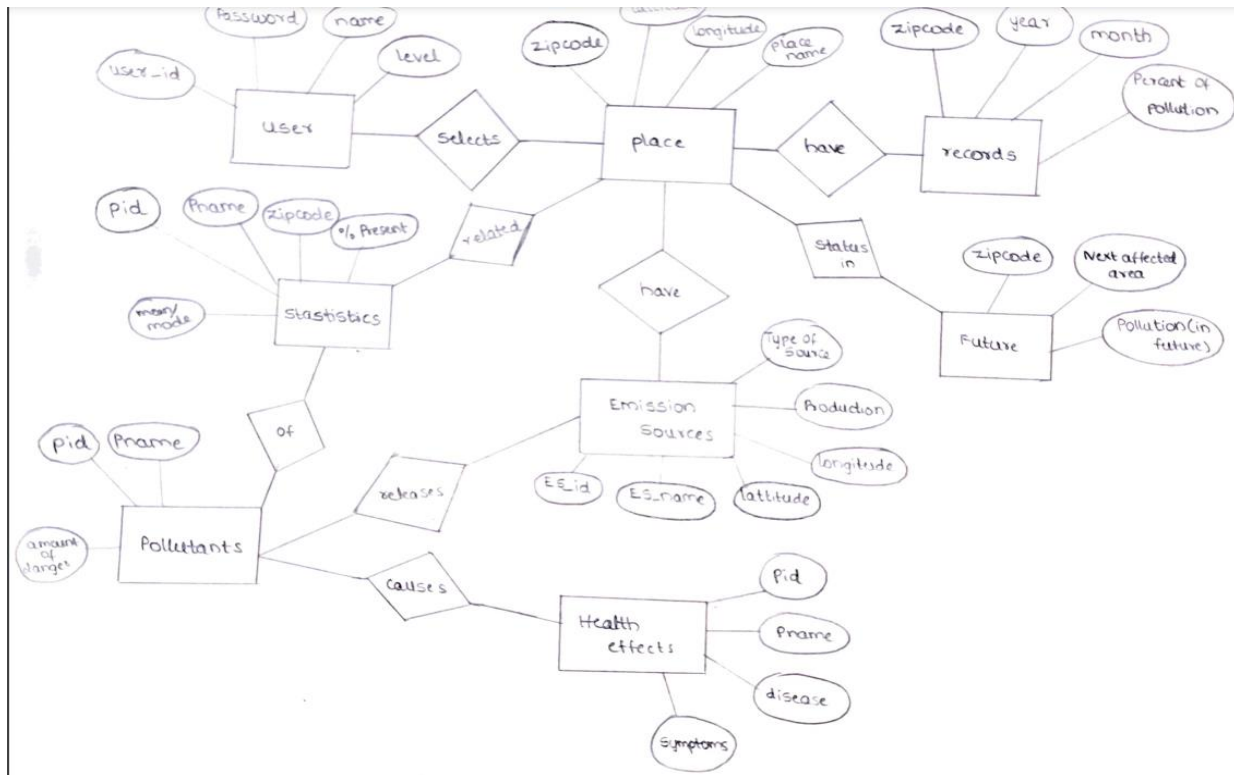 Password
name
longitude
zipcode
place
name
zipcode
year
month
Percent of
pollution
user_id
level
user
selects
place
have
records
pid
Pname
zipcode
% Present
related
Status
in
zipcode
Next affected
area
mean/
mode
Stastistics
have
Future
Pollution(in
future)
Type of
Source
Emission
Sources
Production
longitude
ES_id
ES_name
lattitude
of
pid
Pname
releases
amount
of
danger
Pollutants
causes
Health
effects
Pid
Pname
disease
Symptoms